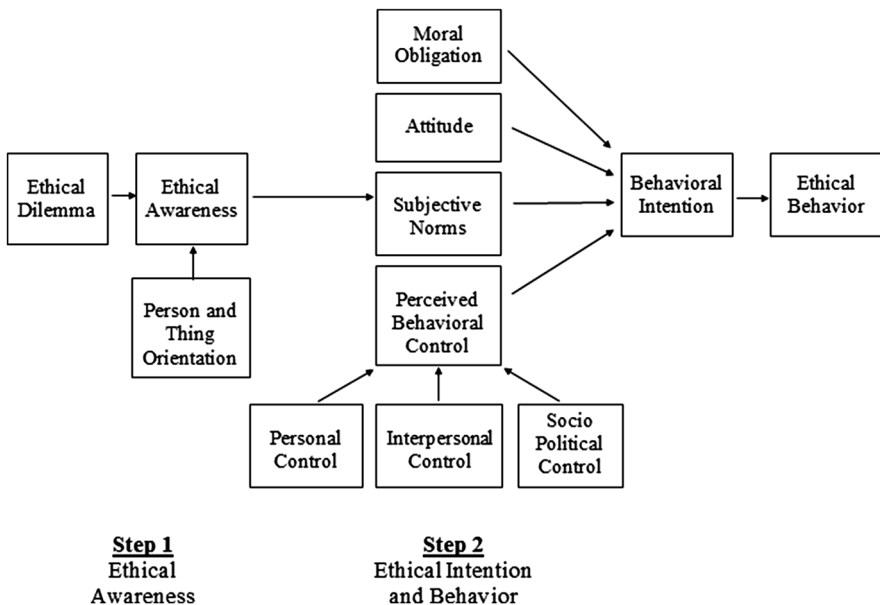 Moral
Obligation
Attitude
Ethical
Dilemma
Ethical
Awareness
Subjective
Norms
Behavioral
Intention
Ethical
Behavior
Person and
Thing
Orientation
Perceived
Behavioral
Control
Personal
Control
Interpersonal
Control
Socio
Political
Control
Step 1
Ethical
Awareness
Step 2
Ethical Intention
and Behavior